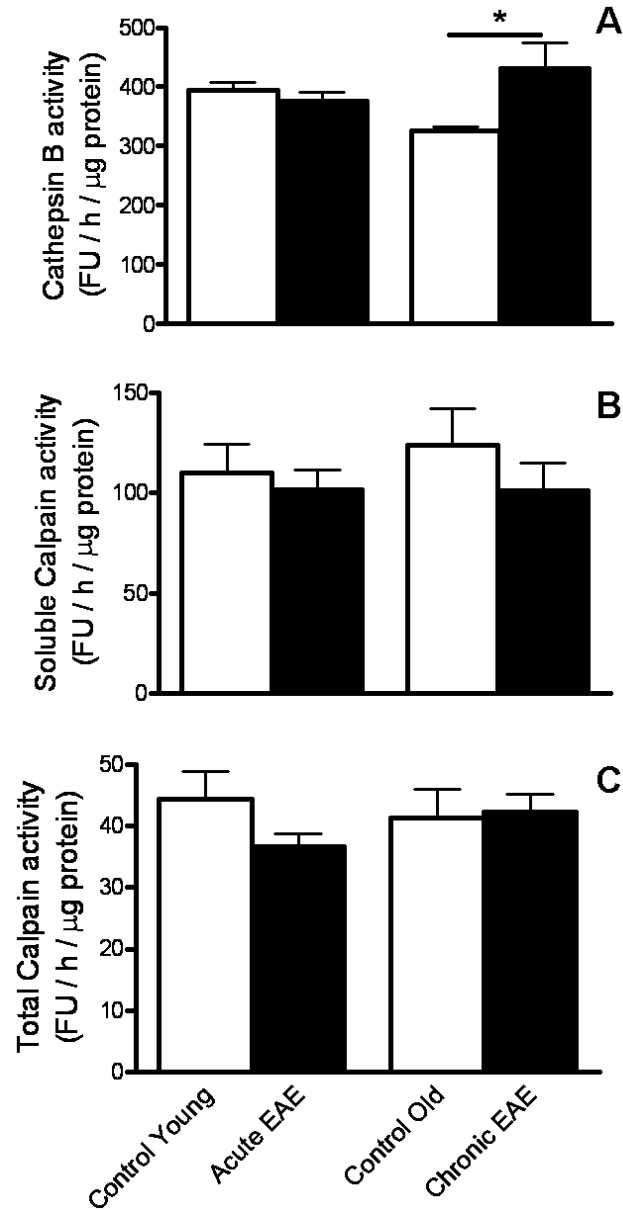 A
*
Cathepsin B activity
(FU / h / μg protein)
500
400
300
200
100
0
B
Soluble Calpain activity
(FU / h / μg protein)
150
100
50
0
C
Total Calpain activity
(FU / h / μg protein)
50
40
30
20
10
0
Control Young
Acute EAE
Control Old
Chronic EAE